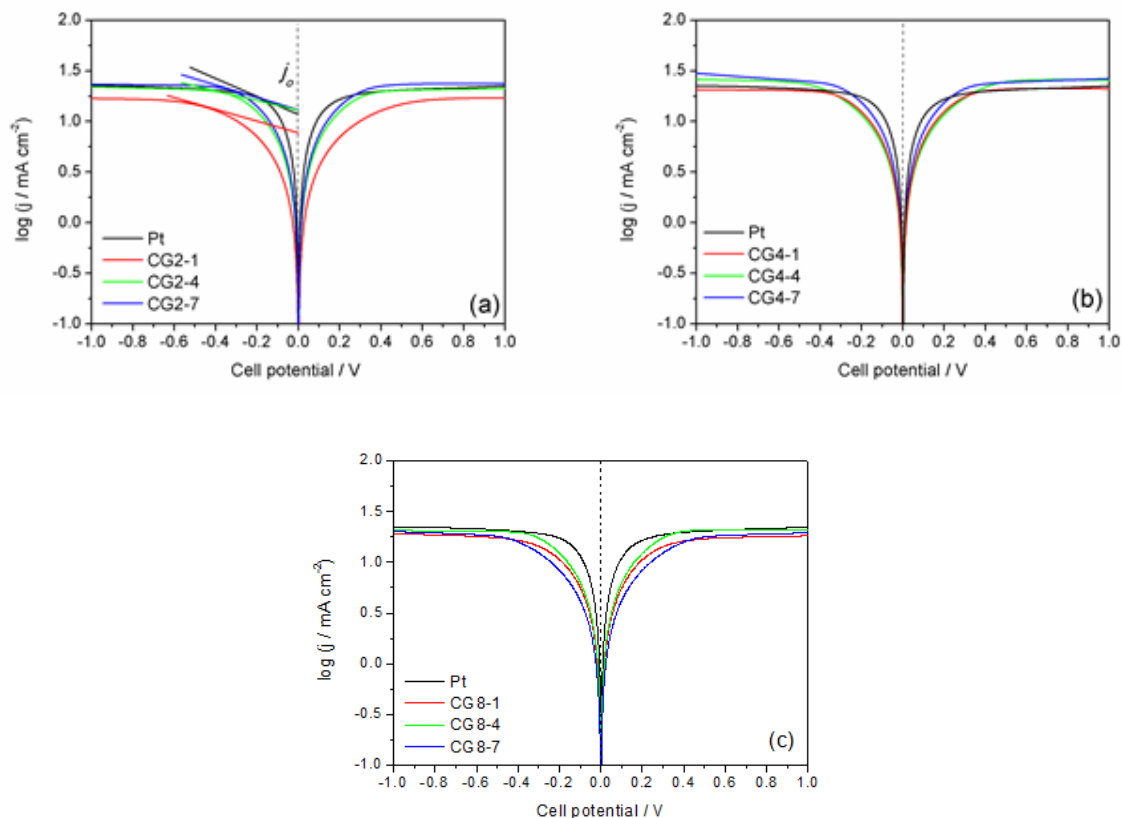 2.0
1.5
1.0
0.5
0.0
-0.5
-1.0
log (j / mA cm⁻²)
jₒ
Pt
CG2-1
CG2-4
CG2-7
(a)
-1.0 -0.8 -0.6 -0.4 -0.2 0.0 0.2 0.4 0.6 0.8 1.0
Cell potential / V
2.0
1.5
1.0
0.5
0.0
-0.5
-1.0
log (j / mA cm⁻²)
Pt
CG4-1
CG4-4
CG4-7
(b)
-1.0 -0.8 -0.6 -0.4 -0.2 0.0 0.2 0.4 0.6 0.8 1.0
Cell potential / V
2.0
1.5
1.0
0.5
0.0
-0.5
-1.0
log (j / mA cm⁻²)
Pt
CG8-1
CG8-4
CG8-7
(c)
-1.0 -0.8 -0.6 -0.4 -0.2 0.0 0.2 0.4 0.6 0.8 1.0
Cell potential / V